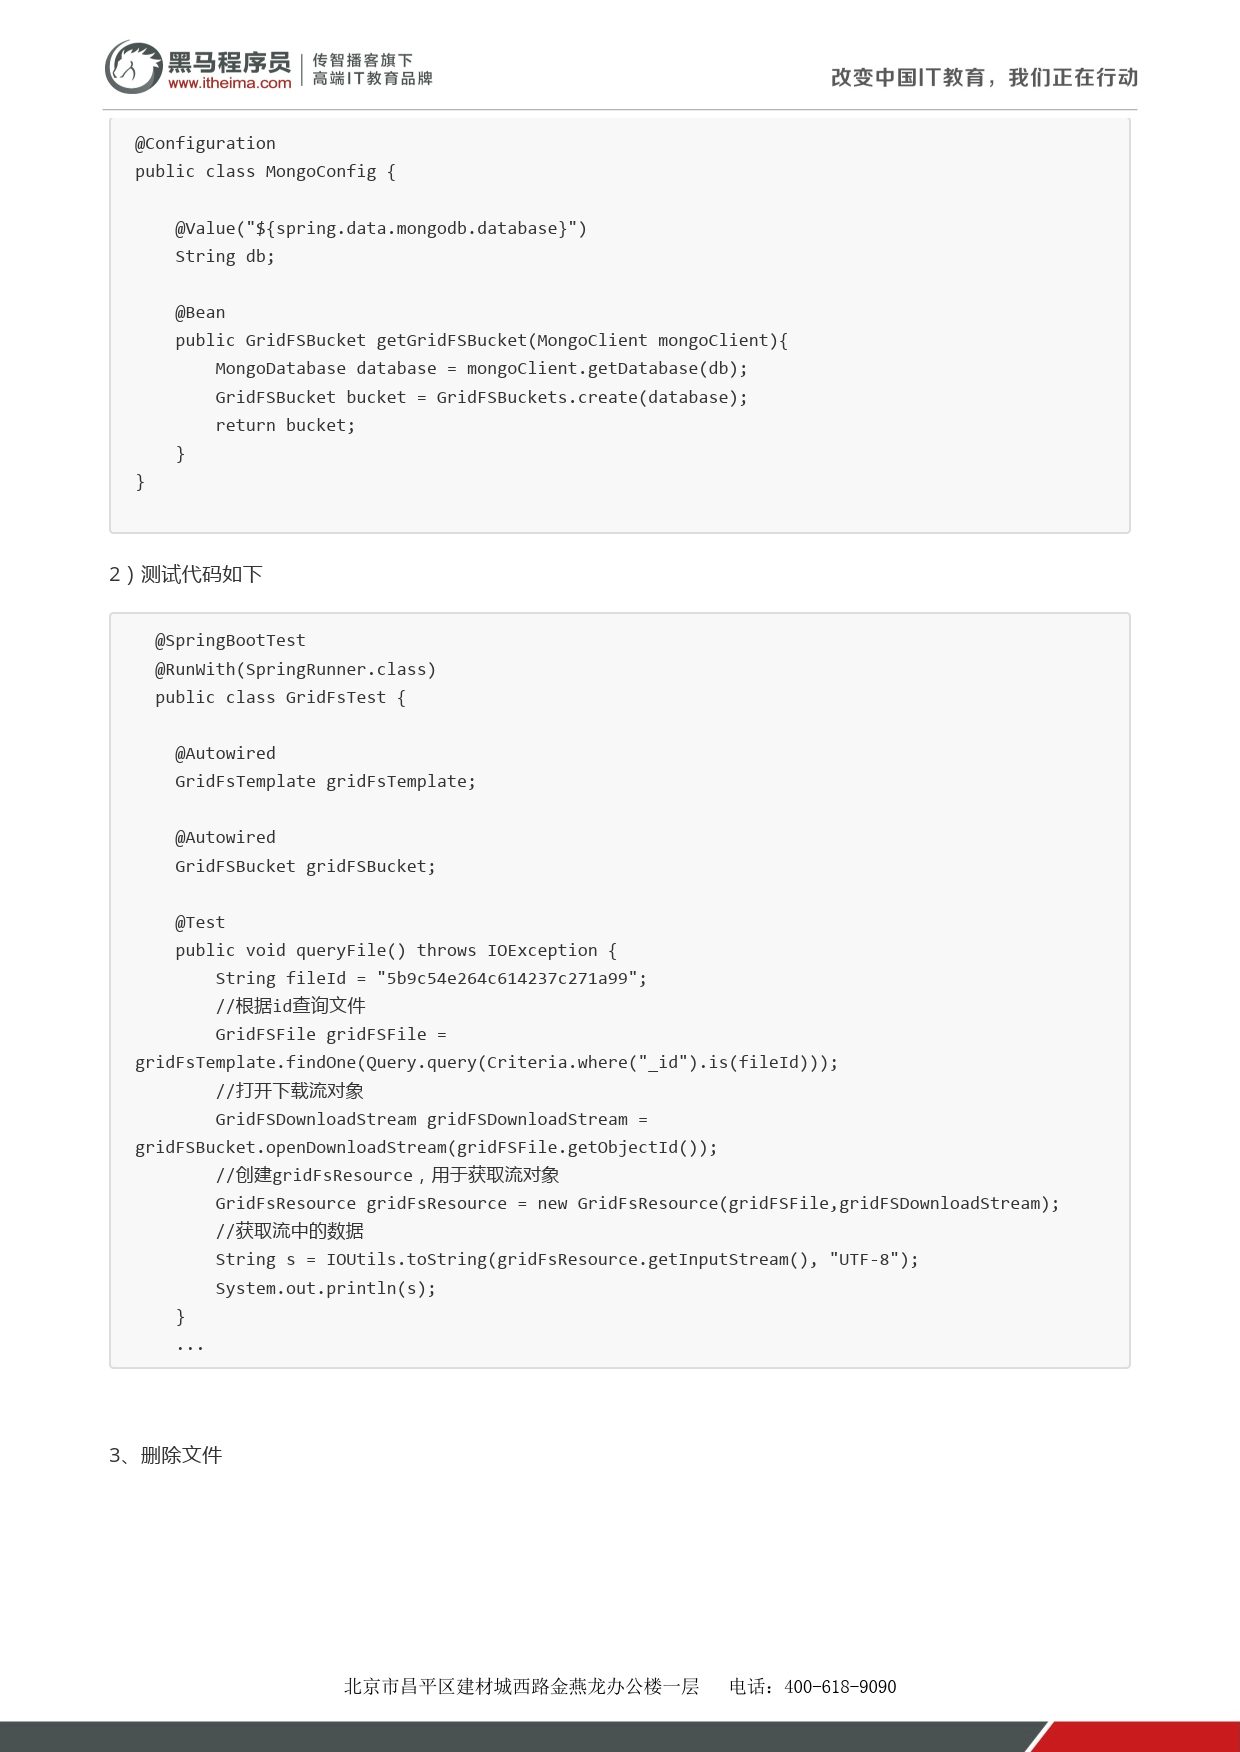 黑马程序员
www.itheima.com
传智播客旗下
高端IT教育品牌
改变中国IT教育，我们正在行动
@Configuration
public class MongoConfig {
    @Value("${spring.data.mongodb.database}")
    String db;
    @Bean
    public GridFSBucket getGridFSBucket(MongoClient mongoClient){
        MongoDatabase database = mongoClient.getDatabase(db);
        GridFSBucket bucket = GridFSBuckets.create(database);
        return bucket;
    }
}
2）测试代码如下
  @SpringBootTest
  @RunWith(SpringRunner.class)
  public class GridFsTest {
    @Autowired
    GridFsTemplate gridFsTemplate;
    @Autowired
    GridFSBucket gridFSBucket;
    @Test
    public void queryFile() throws IOException {
        String fileId = "5b9c54e264c614237c271a99";
        //根据id查询文件
        GridFSFile gridFSFile =
gridFsTemplate.findOne(Query.query(Criteria.where("_id").is(fileId)));
        //打开下载流对象
        GridFSDownloadStream gridFSDownloadStream =
gridFSBucket.openDownloadStream(gridFSFile.getObjectId());
        //创建gridFsResource，用于获取流对象
        GridFsResource gridFsResource = new GridFsResource(gridFSFile,gridFSDownloadStream);
        //获取流中的数据
        String s = IOUtils.toString(gridFsResource.getInputStream(), "UTF-8");
        System.out.println(s);
    }
    ...
3、删除文件
北京市昌平区建材城西路金燕龙办公楼一层 电话：400-618-9090